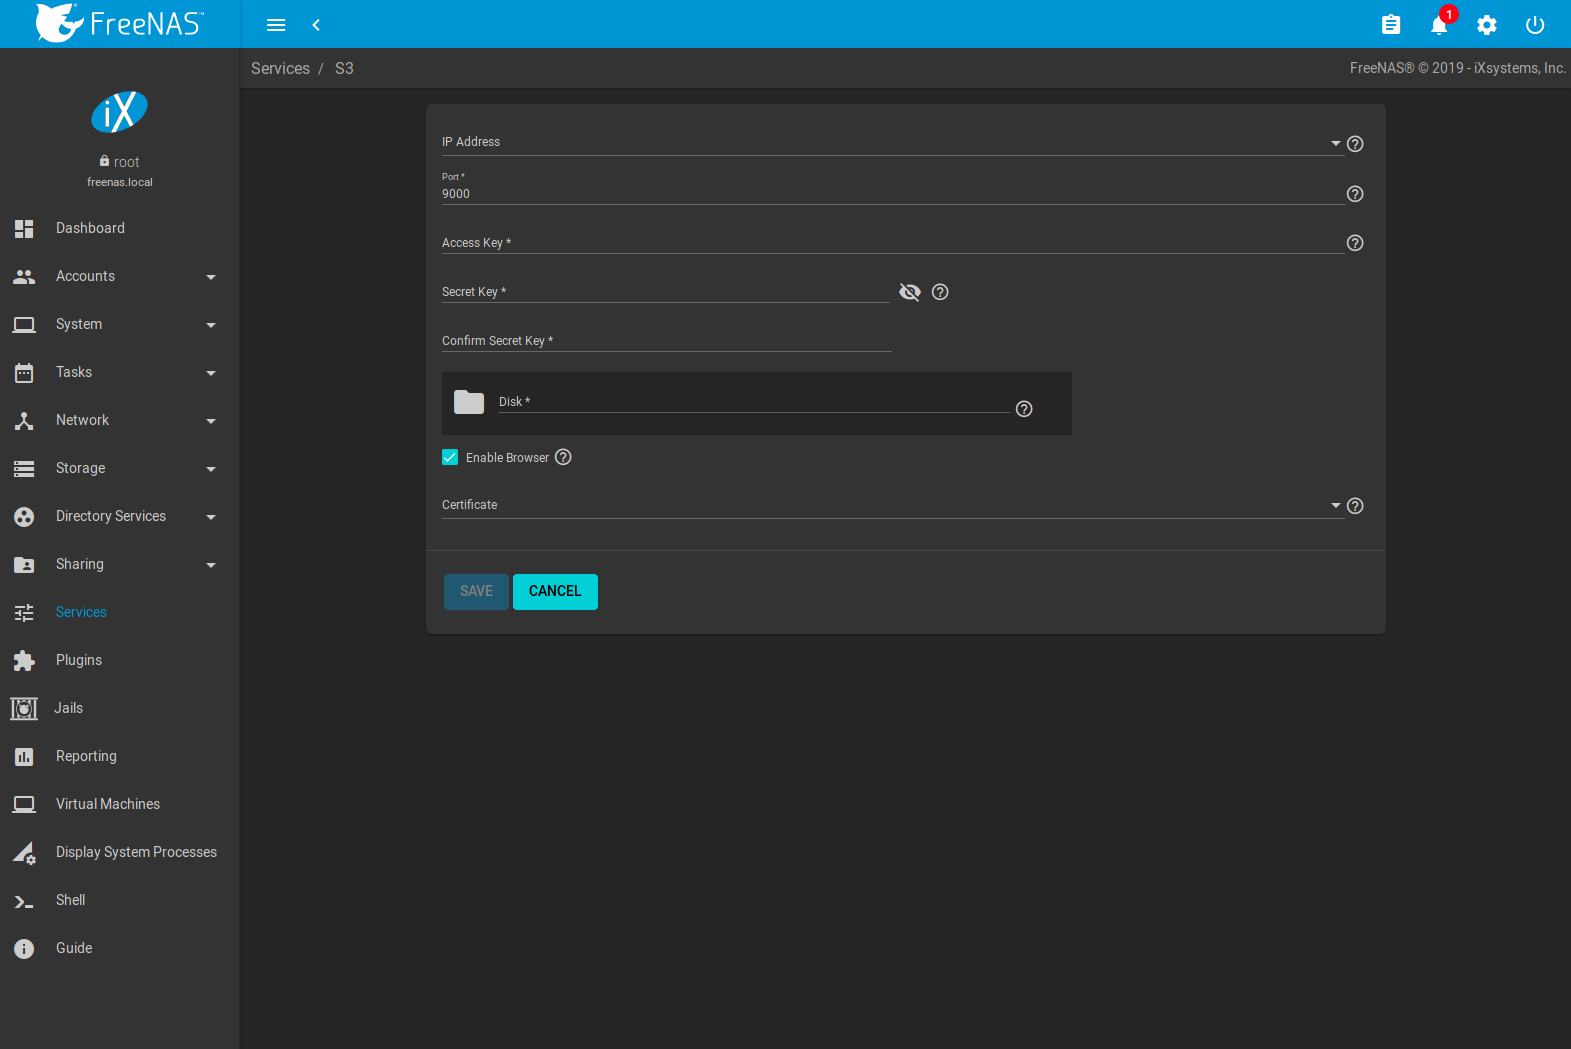 FreeNAS™
1
Services / S3
FreeNAS® © 2019 - iXsystems, Inc.
iX
root
freenas.local
Dashboard
Accounts
System
Tasks
Network
Storage
Directory Services
Sharing
Services
Plugins
Jails
Reporting
Virtual Machines
Display System Processes
Shell
Guide
IP Address
Port *
9000
Access Key *
Secret Key *
Confirm Secret Key *
Disk *
Enable Browser
Certificate
SAVE CANCEL